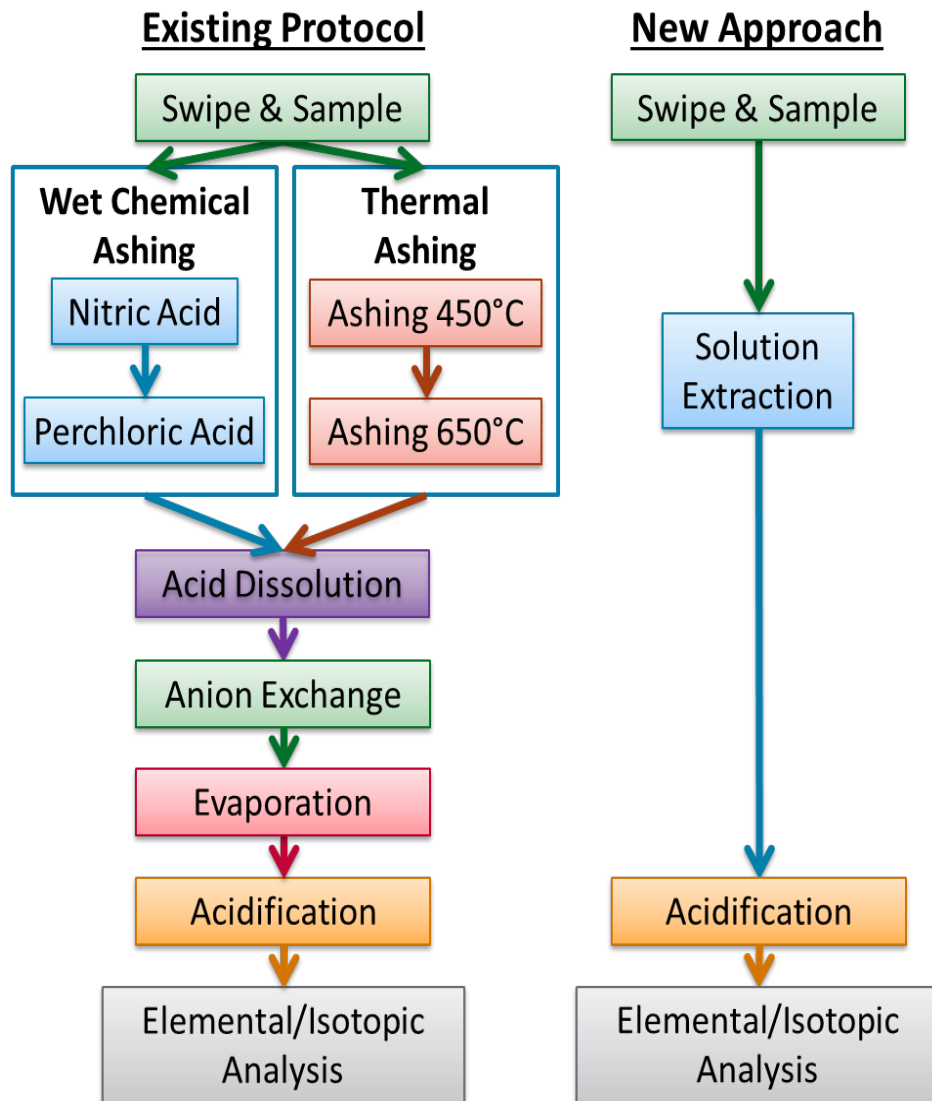 Existing Protocol
Swipe & Sample
Wet Chemical
Ashing
Nitric Acid
Perchloric Acid
Thermal
Ashing
Ashing 450°C
Ashing 650°C
Acid Dissolution
Anion Exchange
Evaporation
Acidification
Elemental/Isotopic
Analysis
New Approach
Swipe & Sample
Solution
Extraction
Acidification
Elemental/Isotopic
Analysis